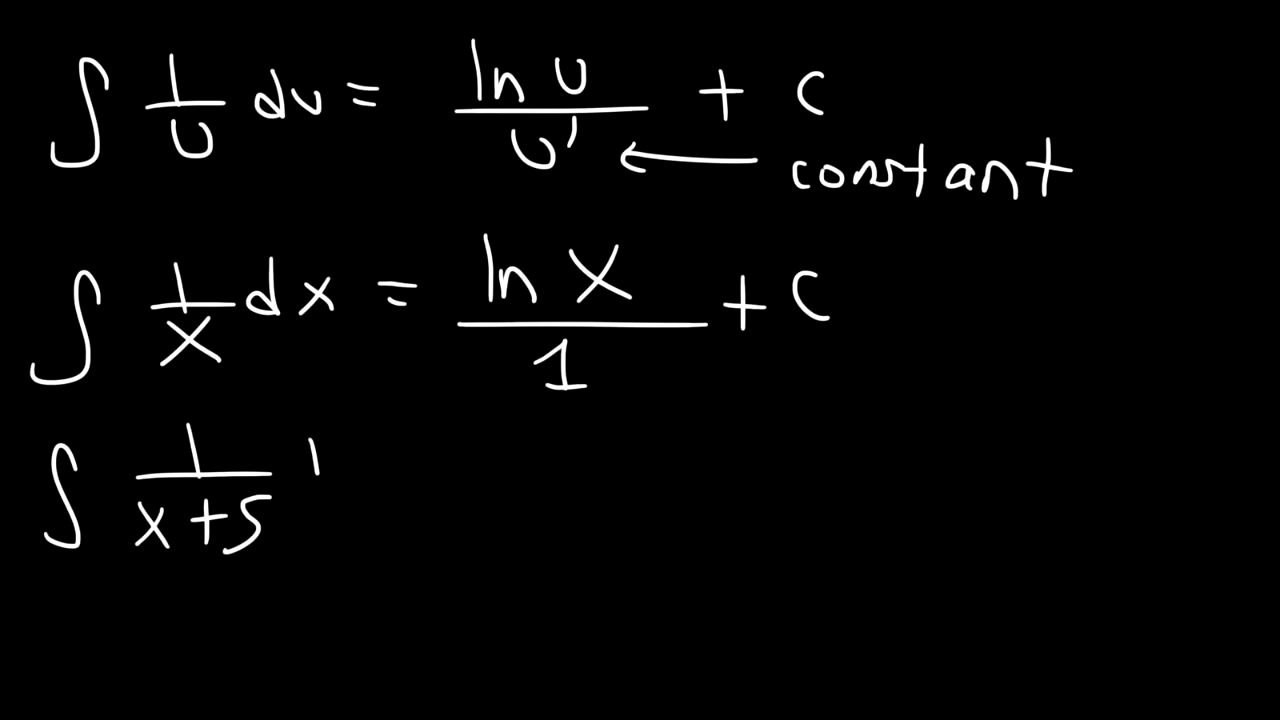 ∫ 1/u du = ln u / u' + c
← constant
∫ 1/x dx = ln x / 1 + c
∫ 1/x+5 ı